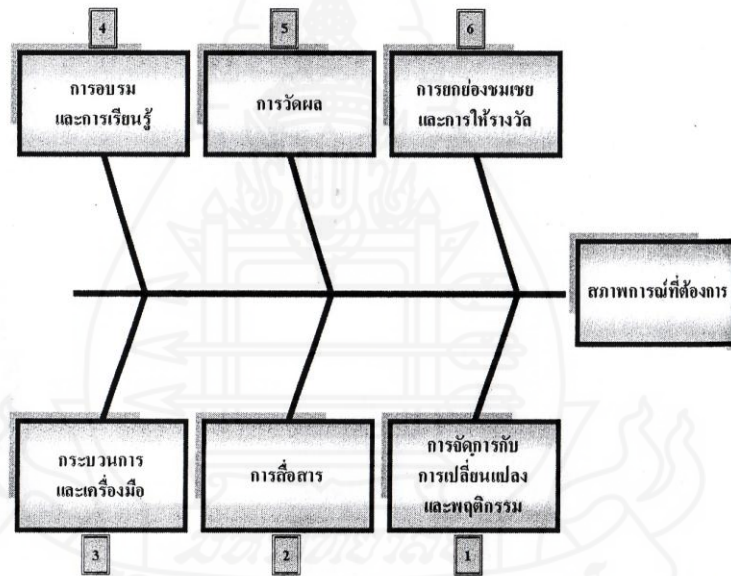 4
5
6
การอบรม
และการเรียนรู้
การวัดผล
การยกย่องชมเชย
และการให้รางวัล
สภาพการณ์ที่ต้องการ
กระบวนการ
และเครื่องมือ
การสื่อสาร
การจัดการกับ
การเปลี่ยนแปลง
และพฤติกรรม
3
2
1